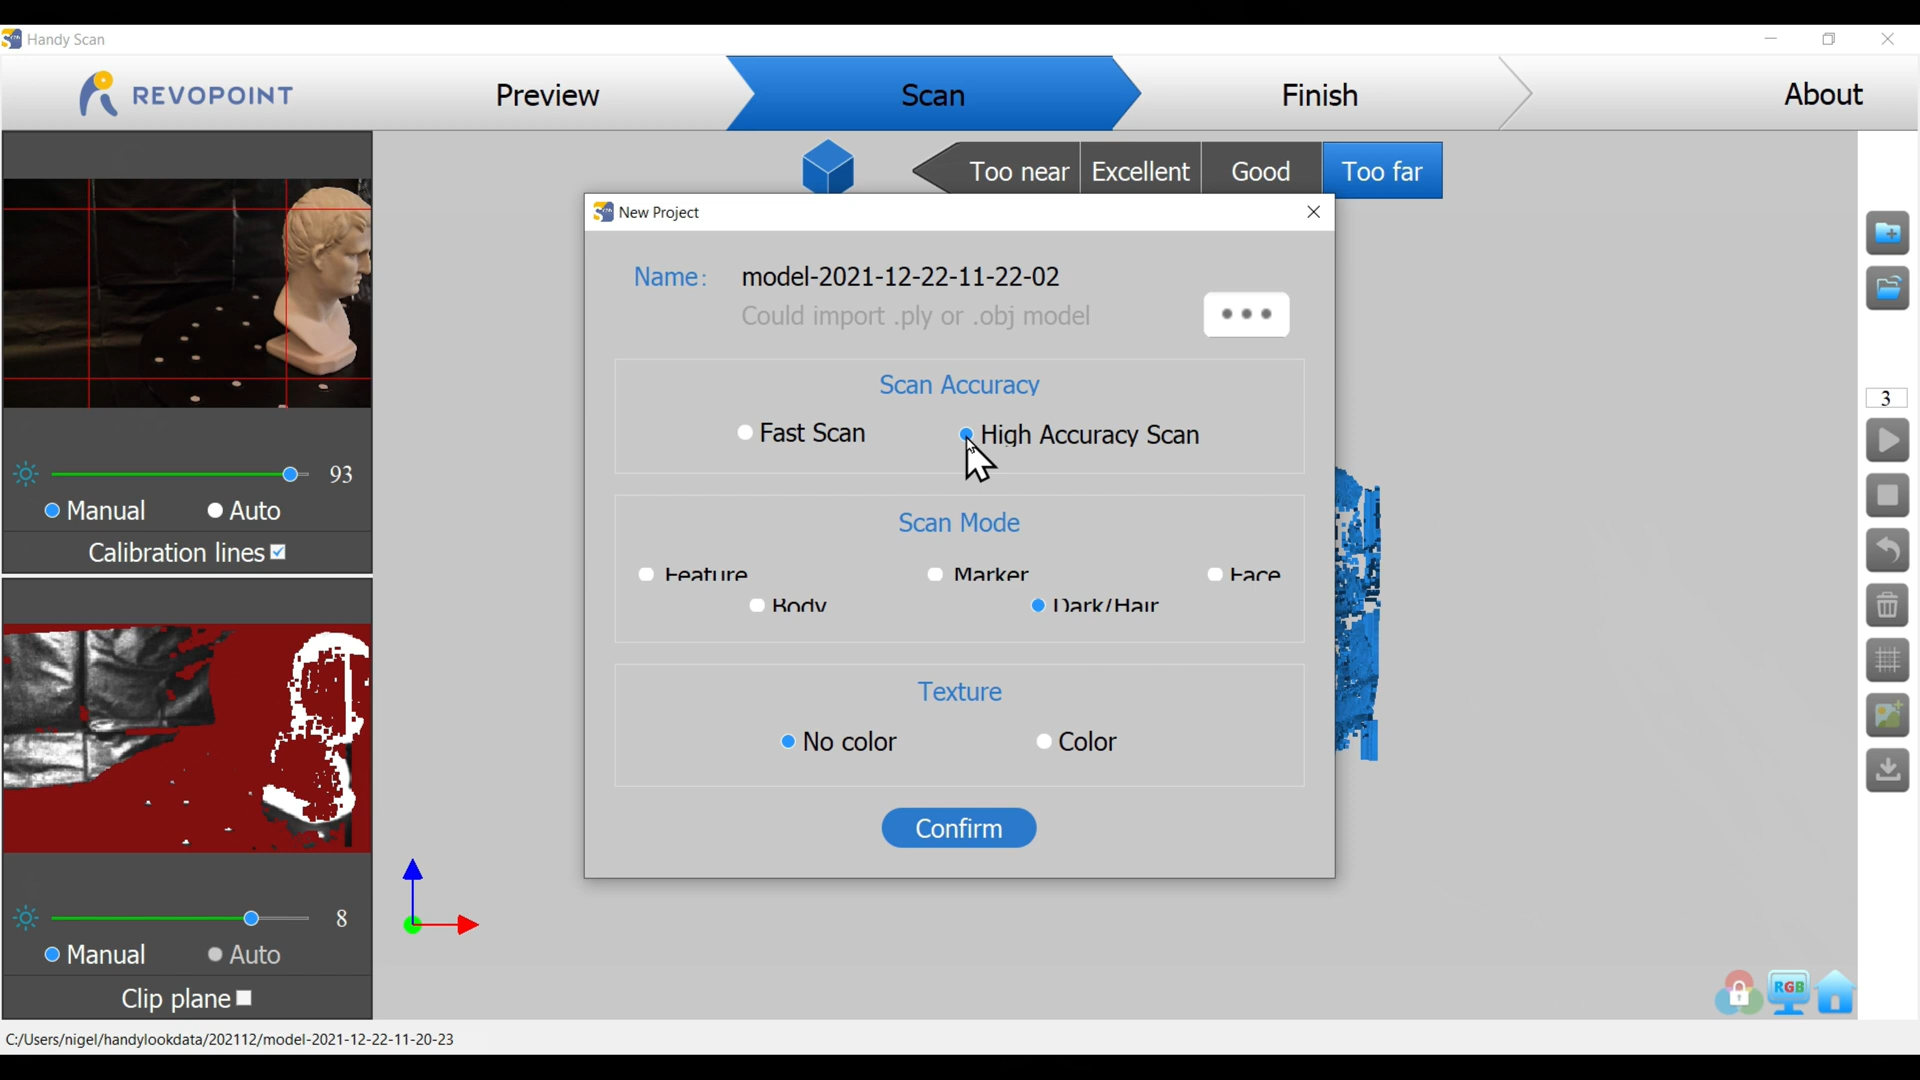 Handy Scan
REVOPOINT
Preview
Scan
Finish
About
Too near
Excellent
Good
Too far
New Project
Name: model-2021-12-22-11-22-02
Could import .ply or .obj model
Scan Accuracy
Fast Scan
High Accuracy Scan
Scan Mode
Feature
Marker
Face
Body
Dark/Hair
Texture
No color
Color
Confirm
93
Manual
Auto
Calibration lines
8
Manual
Auto
Clip plane
3
RGB
C:/Users/nigel/handylookdata/202112/model-2021-12-22-11-20-23